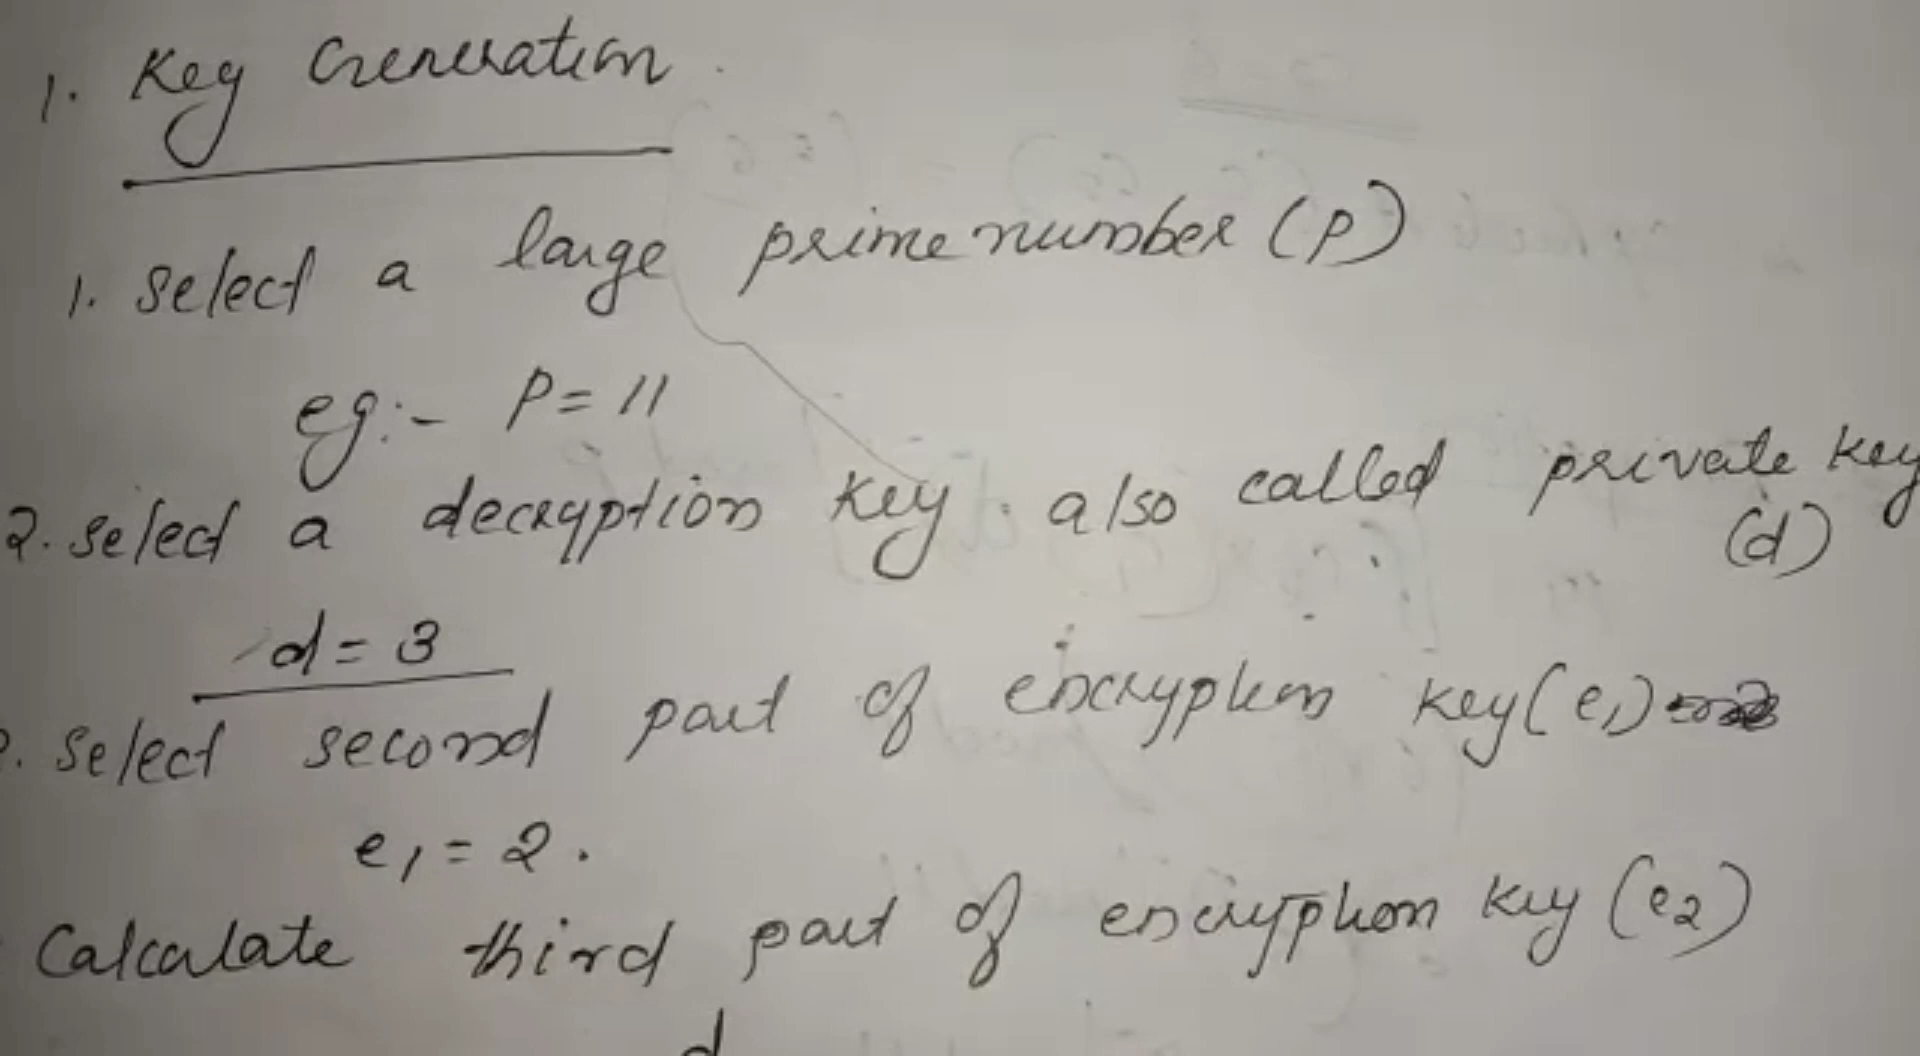 1. Key Generation
1. Select a large prime number (P)
eg:- P = 11
2. select a decryption key also called private key
(d)
d = 3
. Select second part of encryption key (e1)
e1 = 2.
Calculate third part of encryption key (e2)
d